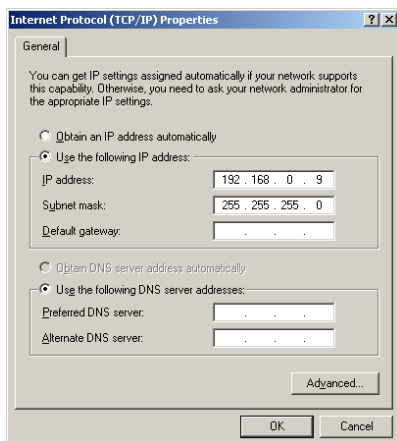 Internet Protocol (TCP/IP) Properties
General
You can get IP settings assigned automatically if your network supports
this capability. Otherwise, you need to ask your network administrator for
the appropriate IP settings.
Obtain an IP address automatically
Use the following IP address:
IP address: 192 . 168 . 0 . 9
Subnet mask: 255 . 255 . 255 . 0
Default gateway: . . .
Obtain DNS server address automatically
Use the following DNS server addresses:
Preferred DNS server: . . .
Alternate DNS server: . . .
Advanced...
OK Cancel